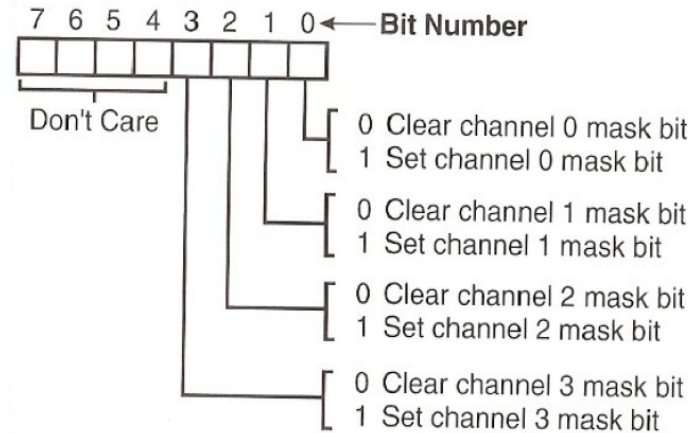 7 6 5 4 3 2 1 0 Bit Number
Don't Care
0 Clear channel 0 mask bit
1 Set channel 0 mask bit
0 Clear channel 1 mask bit
1 Set channel 1 mask bit
0 Clear channel 2 mask bit
1 Set channel 2 mask bit
0 Clear channel 3 mask bit
1 Set channel 3 mask bit